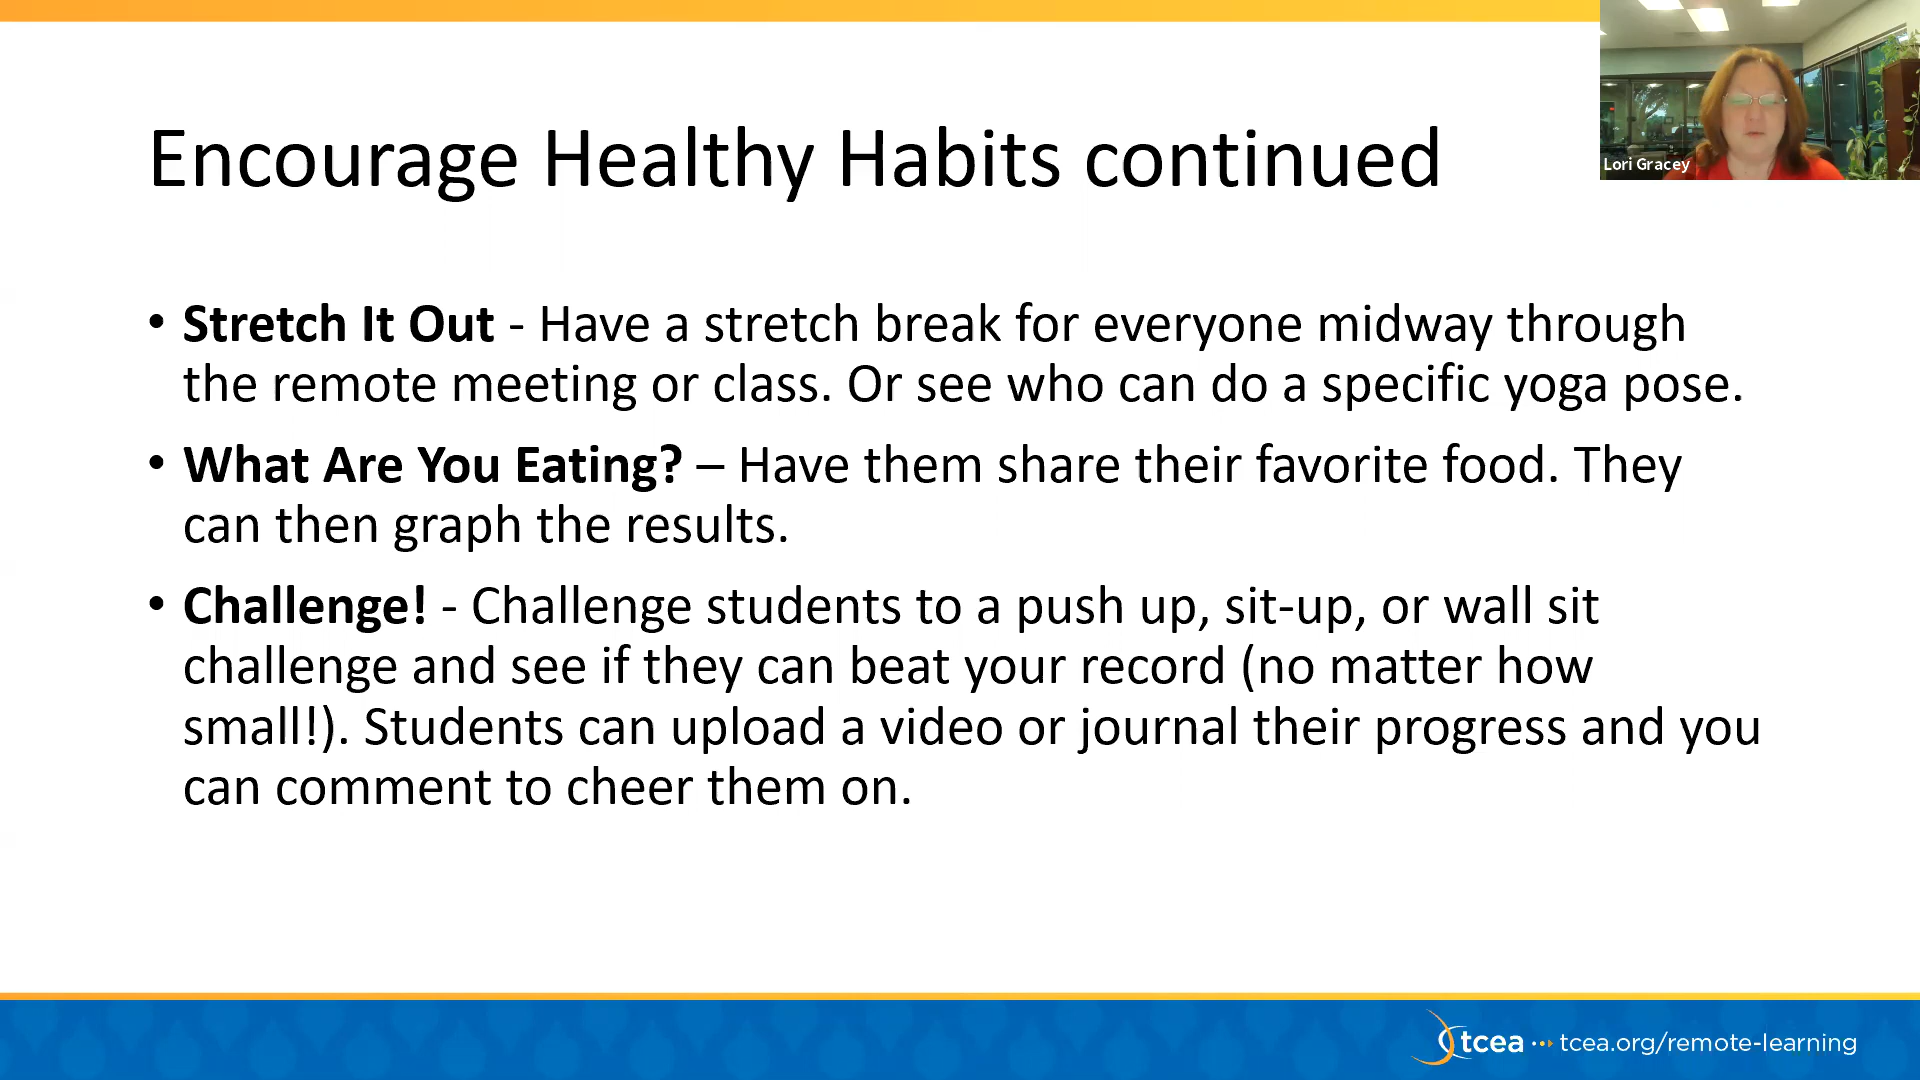 Encourage Healthy Habits continued
Lori Gracey
• Stretch It Out - Have a stretch break for everyone midway through
the remote meeting or class. Or see who can do a specific yoga pose.
• What Are You Eating? – Have them share their favorite food. They
can then graph the results.
• Challenge! - Challenge students to a push up, sit-up, or wall sit
challenge and see if they can beat your record (no matter how
small!). Students can upload a video or journal their progress and you
can comment to cheer them on.
tcea tcea.org/remote-learning